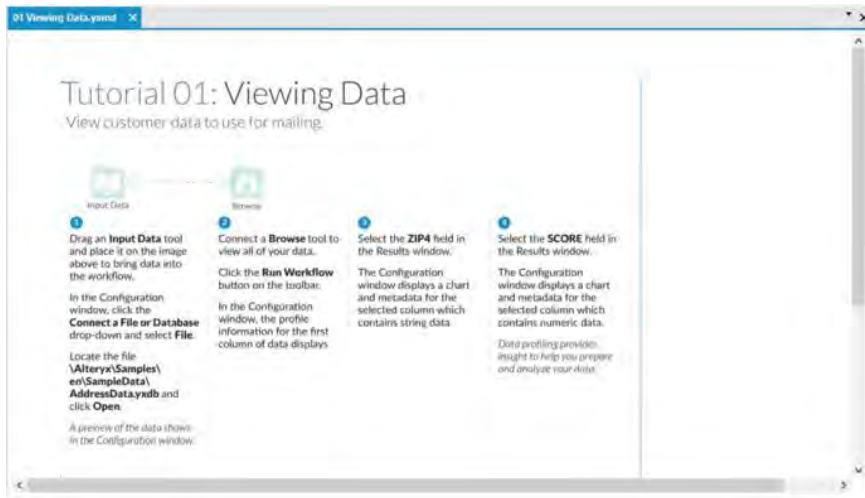 01 Viewing Data.yxmd
Tutorial 01: Viewing Data
View customer data to use for mailing.
Input Data
Browse
1
Drag an Input Data tool
and place it on the image
above to bring data into
the workflow.
In the Configuration
window, click the
Connect a File or Database
drop-down and select File.
Locate the file
\Alteryx\Samples\
en\SampleData\
AddressData.yxdb and
click Open.
A preview of the data shows
in the Configuration window.
2
Connect a Browse tool to
view all of your data.
Click the Run Workflow
button on the toolbar.
In the Configuration
window, the profile
information for the first
column of data displays
3
Select the ZIP4 field in
the Results window.
The Configuration
window displays a chart
and metadata for the
selected column which
contains string data
4
Select the SCORE field in
the Results window.
The Configuration
window displays a chart
and metadata for the
selected column which
contains numeric data.
Data profiling provides
insight to help you prepare
and analyze your data.